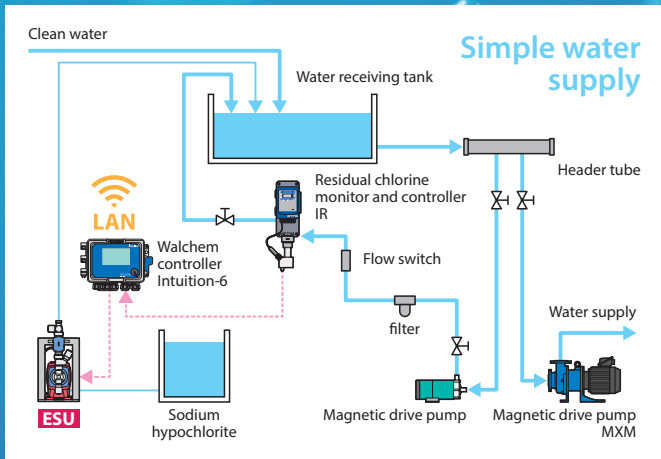 Clean water
Simple water
supply
Water receiving tank
Header tube
Residual chlorine
monitor and controller
IR
LAN
Walchem
controller
Intuition-6
Flow switch
filter
Water supply
ESU
Sodium
hypochlorite
Magnetic drive pump
Magnetic drive pump
MXM